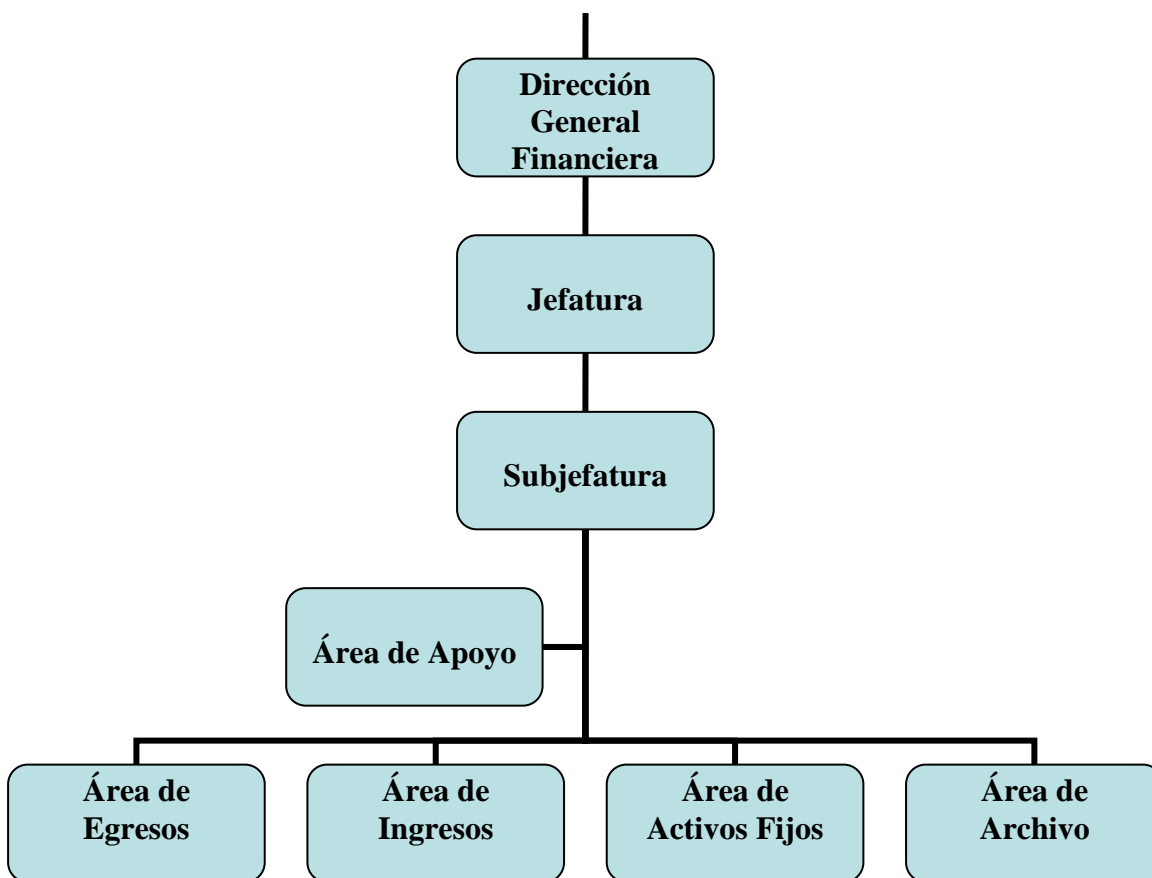 Dirección
General
Financiera
Jefatura
Subjefatura
Área de Apoyo
Área de
Egresos
Área de
Ingresos
Área de
Activos Fijos
Área de
Archivo